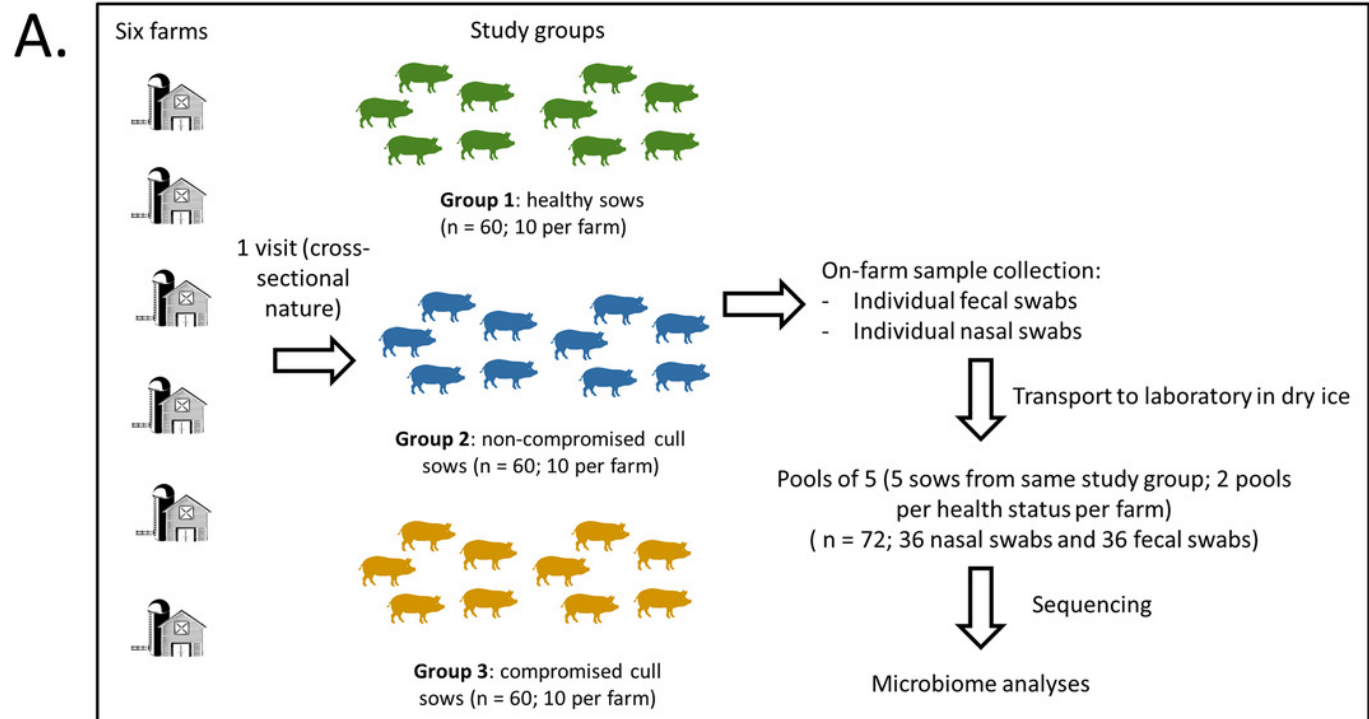 A.
Six farms
Study groups
Group 1: healthy sows
(n = 60; 10 per farm)
1 visit (cross-
sectional
nature)
Group 2: non-compromised cull
sows (n = 60; 10 per farm)
Group 3: compromised cull
sows (n = 60; 10 per farm)
On-farm sample collection:
- Individual fecal swabs
- Individual nasal swabs
Transport to laboratory in dry ice
Pools of 5 (5 sows from same study group; 2 pools
per health status per farm)
( n = 72; 36 nasal swabs and 36 fecal swabs)
Sequencing
Microbiome analyses